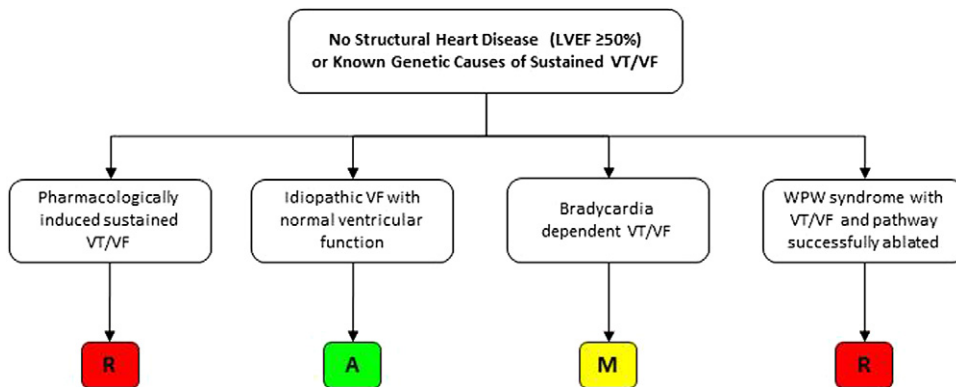 No Structural Heart Disease (LVEF ≥50%)
or Known Genetic Causes of Sustained VT/VF
Pharmacologically
induced sustained
VT/VF
Idiopathic VF with
normal ventricular
function
Bradycardia
dependent VT/VF
WPW syndrome with
VT/VF and pathway
successfully ablated
R
A
M
R